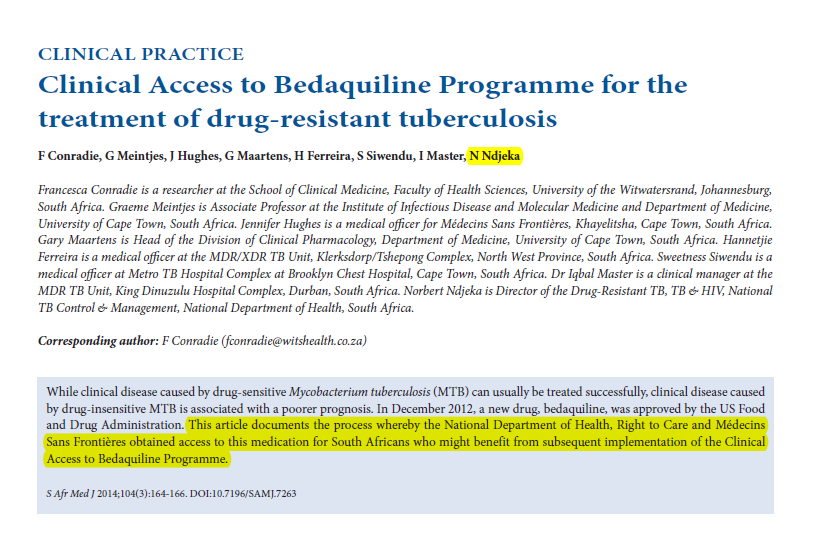 CLINICAL PRACTICE
Clinical Access to Bedaquiline Programme for the
treatment of drug-resistant tuberculosis
F Conradie, G Meintjes, J Hughes, G Maartens, H Ferreira, S Siwendu, I Master, N Ndjeka
Francesca Conradie is a researcher at the School of Clinical Medicine, Faculty of Health Sciences, University of the Witwatersrand, Johannesburg,
South Africa. Graeme Meintjes is Associate Professor at the Institute of Infectious Disease and Molecular Medicine and Department of Medicine,
University of Cape Town, South Africa. Jennifer Hughes is a medical officer for Médecins Sans Frontières, Khayelitsha, Cape Town, South Africa.
Gary Maartens is Head of the Division of Clinical Pharmacology, Department of Medicine, University of Cape Town, South Africa. Hannetjie
Ferreira is a medical officer at the MDR/XDR TB Unit, Klerksdorp/Tshepong Complex, North West Province, South Africa. Sweetness Siwendu is a
medical officer at Metro TB Hospital Complex at Brooklyn Chest Hospital, Cape Town, South Africa. Dr Iqbal Master is a clinical manager at the
MDR TB Unit, King Dinuzulu Hospital Complex, Durban, South Africa. Norbert Ndjeka is Director of the Drug-Resistant TB, TB & HIV, National
TB Control & Management, National Department of Health, South Africa.
Corresponding author: F Conradie (fconradie@witshealth.co.za)
While clinical disease caused by drug-sensitive Mycobacterium tuberculosis (MTB) can usually be treated successfully, clinical disease caused
by drug-insensitive MTB is associated with a poorer prognosis. In December 2012, a new drug, bedaquiline, was approved by the US Food
and Drug Administration. This article documents the process whereby the National Department of Health, Right to Care and Médecins
Sans Frontières obtained access to this medication for South Africans who might benefit from subsequent implementation of the Clinical
Access to Bedaquiline Programme.
S Afr Med J 2014;104(3):164-166. DOI:10.7196/SAMJ.7263